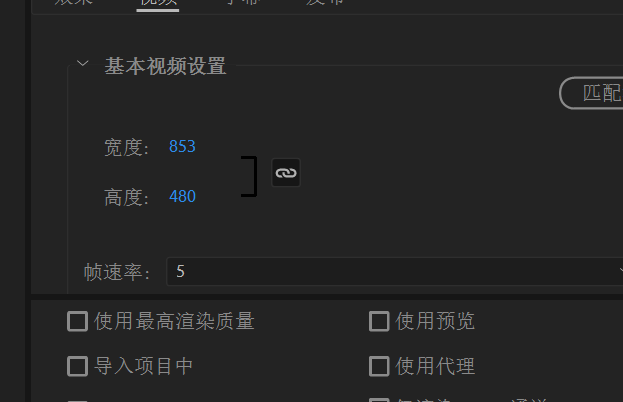 视频
基本视频设置
匹配
宽度: 853
高度: 480
帧速率: 5
使用最高渲染质量 使用预览
导入项目中 使用代理